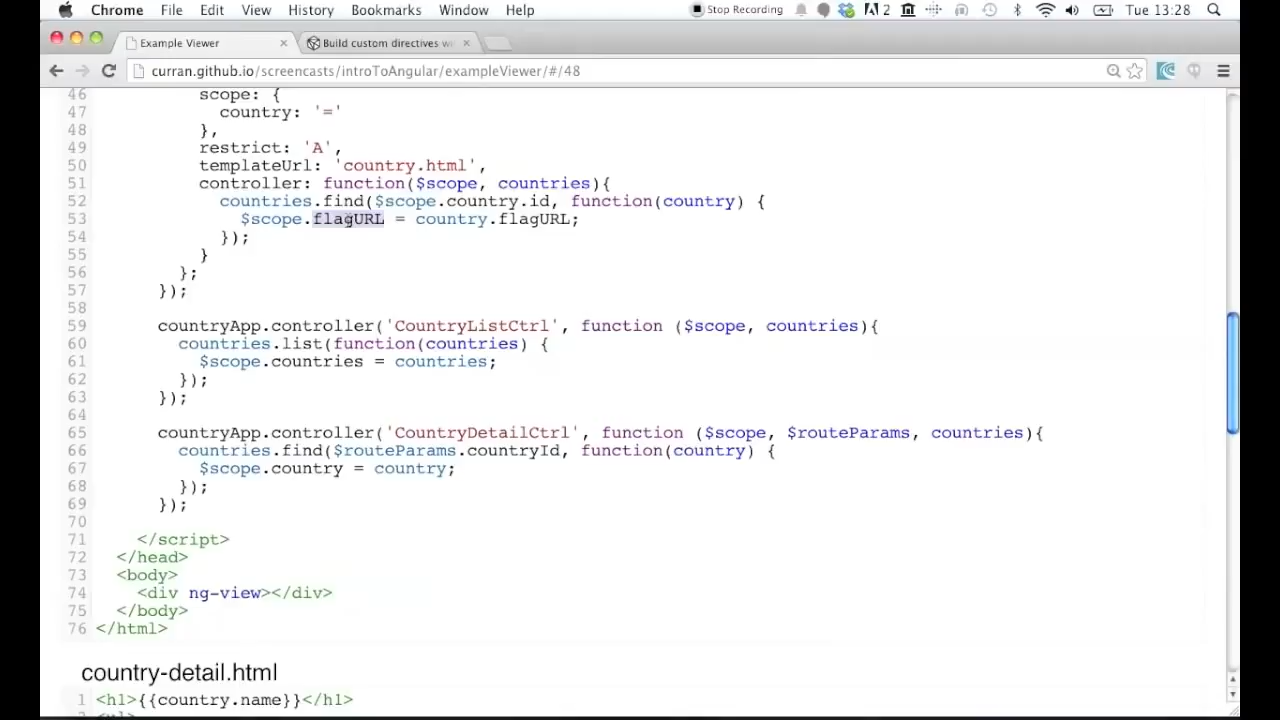 Chrome File Edit View History Bookmarks Window Help Stop Recording 2 Tue 13:28
Example Viewer Build custom directives w
curran.github.io/screencasts/introToAngular/exampleViewer/#/48
46 scope: {
47 country: '='
48 },
49 restrict: 'A',
50 templateUrl: 'country.html',
51 controller: function($scope, countries){
52 countries.find($scope.country.id, function(country) {
53 $scope.flagURL = country.flagURL;
54 });
55 }
56 };
57 });
58
59 countryApp.controller('CountryListCtrl', function ($scope, countries){
60 countries.list(function(countries) {
61 $scope.countries = countries;
62 });
63 });
64
65 countryApp.controller('CountryDetailCtrl', function ($scope, $routeParams, countries){
66 countries.find($routeParams.countryId, function(country) {
67 $scope.country = country;
68 });
69 });
70
71 </script>
72 </head>
73 <body>
74 <div ng-view></div>
75 </body>
76 </html>
country-detail.html
1 <h1>{{country.name}}</h1>